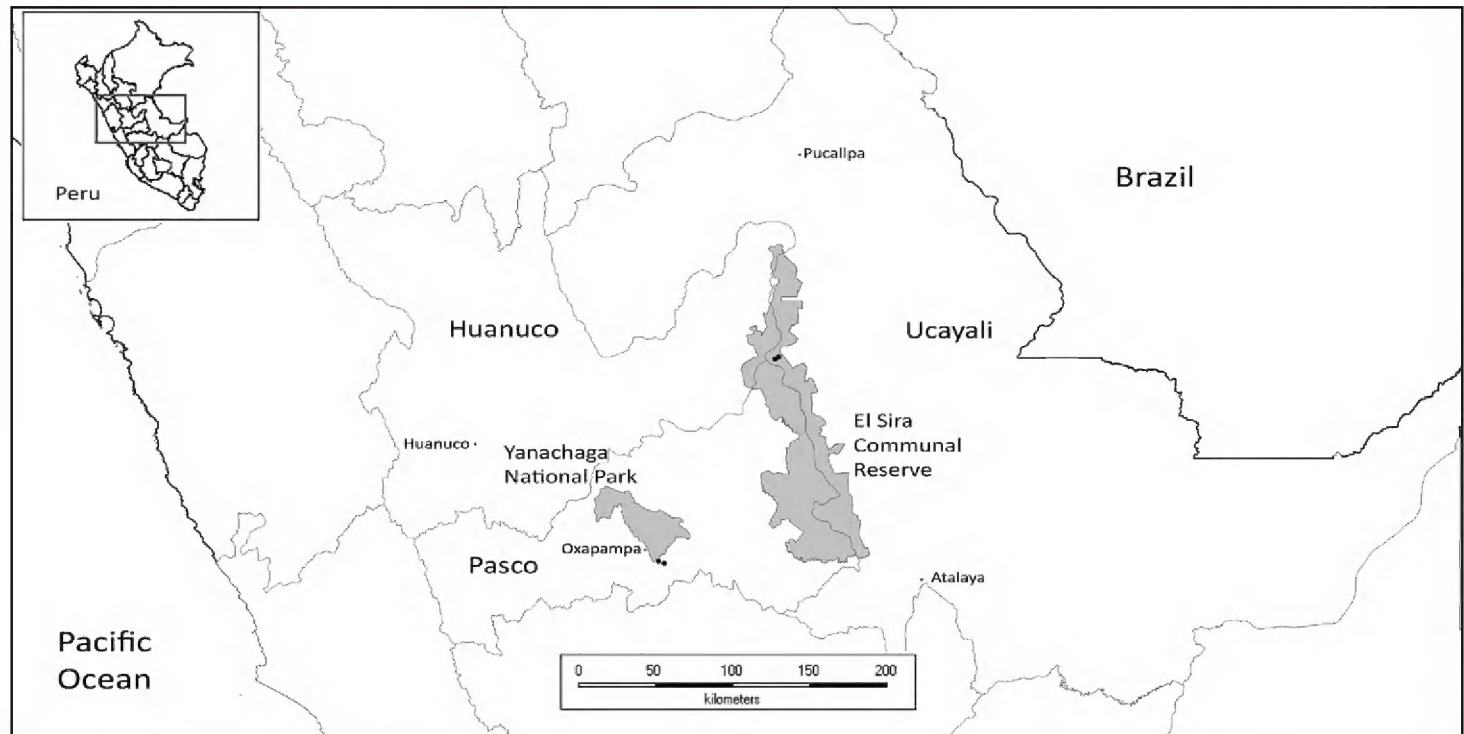 Peru
Pucallpa
Brazil
Huanuco
Ucayali
El Sira
Communal
Reserve
Huanuco
Yanachaga
National Park
Oxapampa
Pasco
Atalaya
Pacific
Ocean
0 50 100 150 200
kilometers